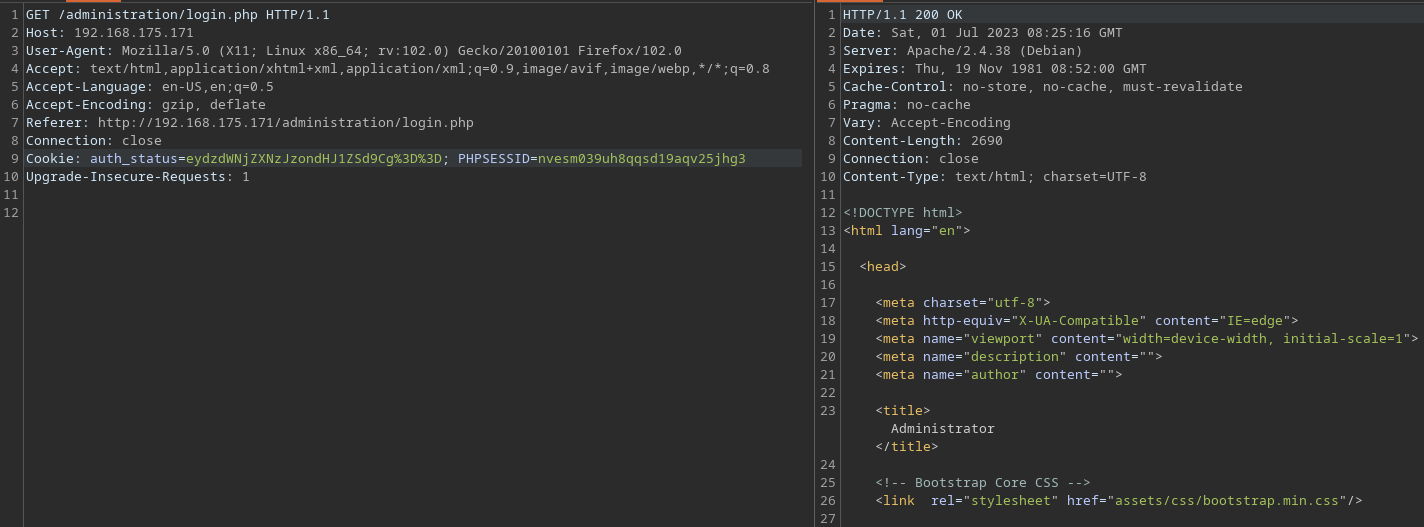 1 GET /administration/login.php HTTP/1.1
2 Host: 192.168.175.171
3 User-Agent: Mozilla/5.0 (X11; Linux x86_64; rv:102.0) Gecko/20100101 Firefox/102.0
4 Accept: text/html,application/xhtml+xml,application/xml;q=0.9,image/avif,image/webp,*/*;q=0.8
5 Accept-Language: en-US,en;q=0.5
6 Accept-Encoding: gzip, deflate
7 Referer: http://192.168.175.171/administration/login.php
8 Connection: close
9 Cookie: auth_status=eydzdWNjZXNzJzondHJ1ZSd9Cg%3D%3D; PHPSESSID=nvesm039uh8qqsd19aqv25jhg3
10 Upgrade-Insecure-Requests: 1
11
12
1 HTTP/1.1 200 OK
2 Date: Sat, 01 Jul 2023 08:25:16 GMT
3 Server: Apache/2.4.38 (Debian)
4 Expires: Thu, 19 Nov 1981 08:52:00 GMT
5 Cache-Control: no-store, no-cache, must-revalidate
6 Pragma: no-cache
7 Vary: Accept-Encoding
8 Content-Length: 2690
9 Connection: close
10 Content-Type: text/html; charset=UTF-8
11
12 <!DOCTYPE html>
13 <html lang="en">
14
15 <head>
16
17 <meta charset="utf-8">
18 <meta http-equiv="X-UA-Compatible" content="IE=edge">
19 <meta name="viewport" content="width=device-width, initial-scale=1">
20 <meta name="description" content="">
21 <meta name="author" content="">
22
23 <title>
Administrator
</title>
24
25 <!-- Bootstrap Core CSS -->
26 <link rel="stylesheet" href="assets/css/bootstrap.min.css"/>
27